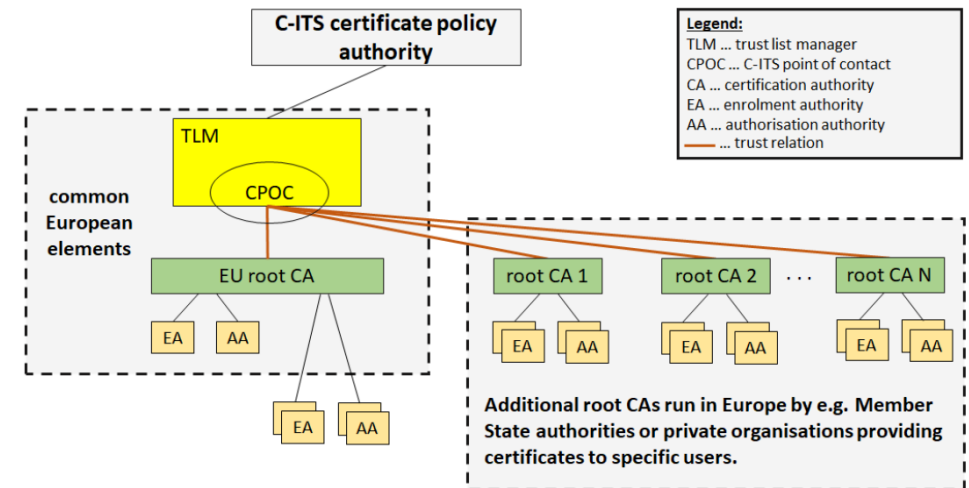 C-ITS certificate policy
authority
Legend:
TLM ... trust list manager
CPOC ... C-ITS point of contact
CA ... certification authority
EA ... enrolment authority
AA ... authorisation authority
... trust relation
TLM
CPOC
common
European
elements
EU root CA
EA
AA
EA
AA
root CA 1
root CA 2
. . .
root CA N
EA
AA
EA
AA
EA
AA
Additional root CAs run in Europe by e.g. Member
State authorities or private organisations providing
certificates to specific users.